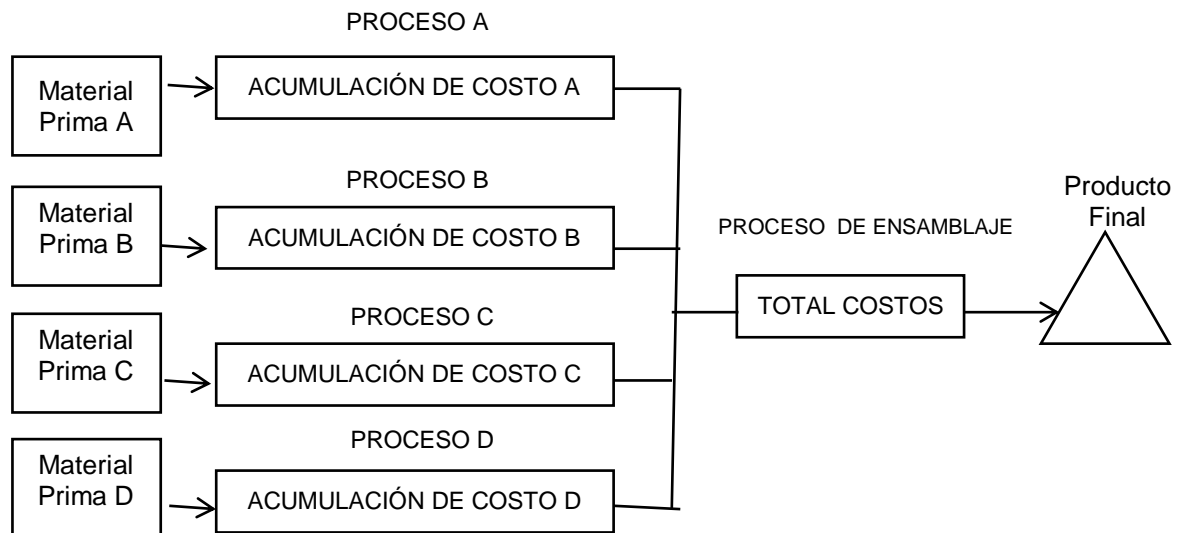 PROCESO A
Material
Prima A
ACUMULACIÓN DE COSTO A
PROCESO B
Material
Prima B
ACUMULACIÓN DE COSTO B
PROCESO C
Material
Prima C
ACUMULACIÓN DE COSTO C
PROCESO D
Material
Prima D
ACUMULACIÓN DE COSTO D
PROCESO DE ENSAMBLAJE
TOTAL COSTOS
Producto
Final